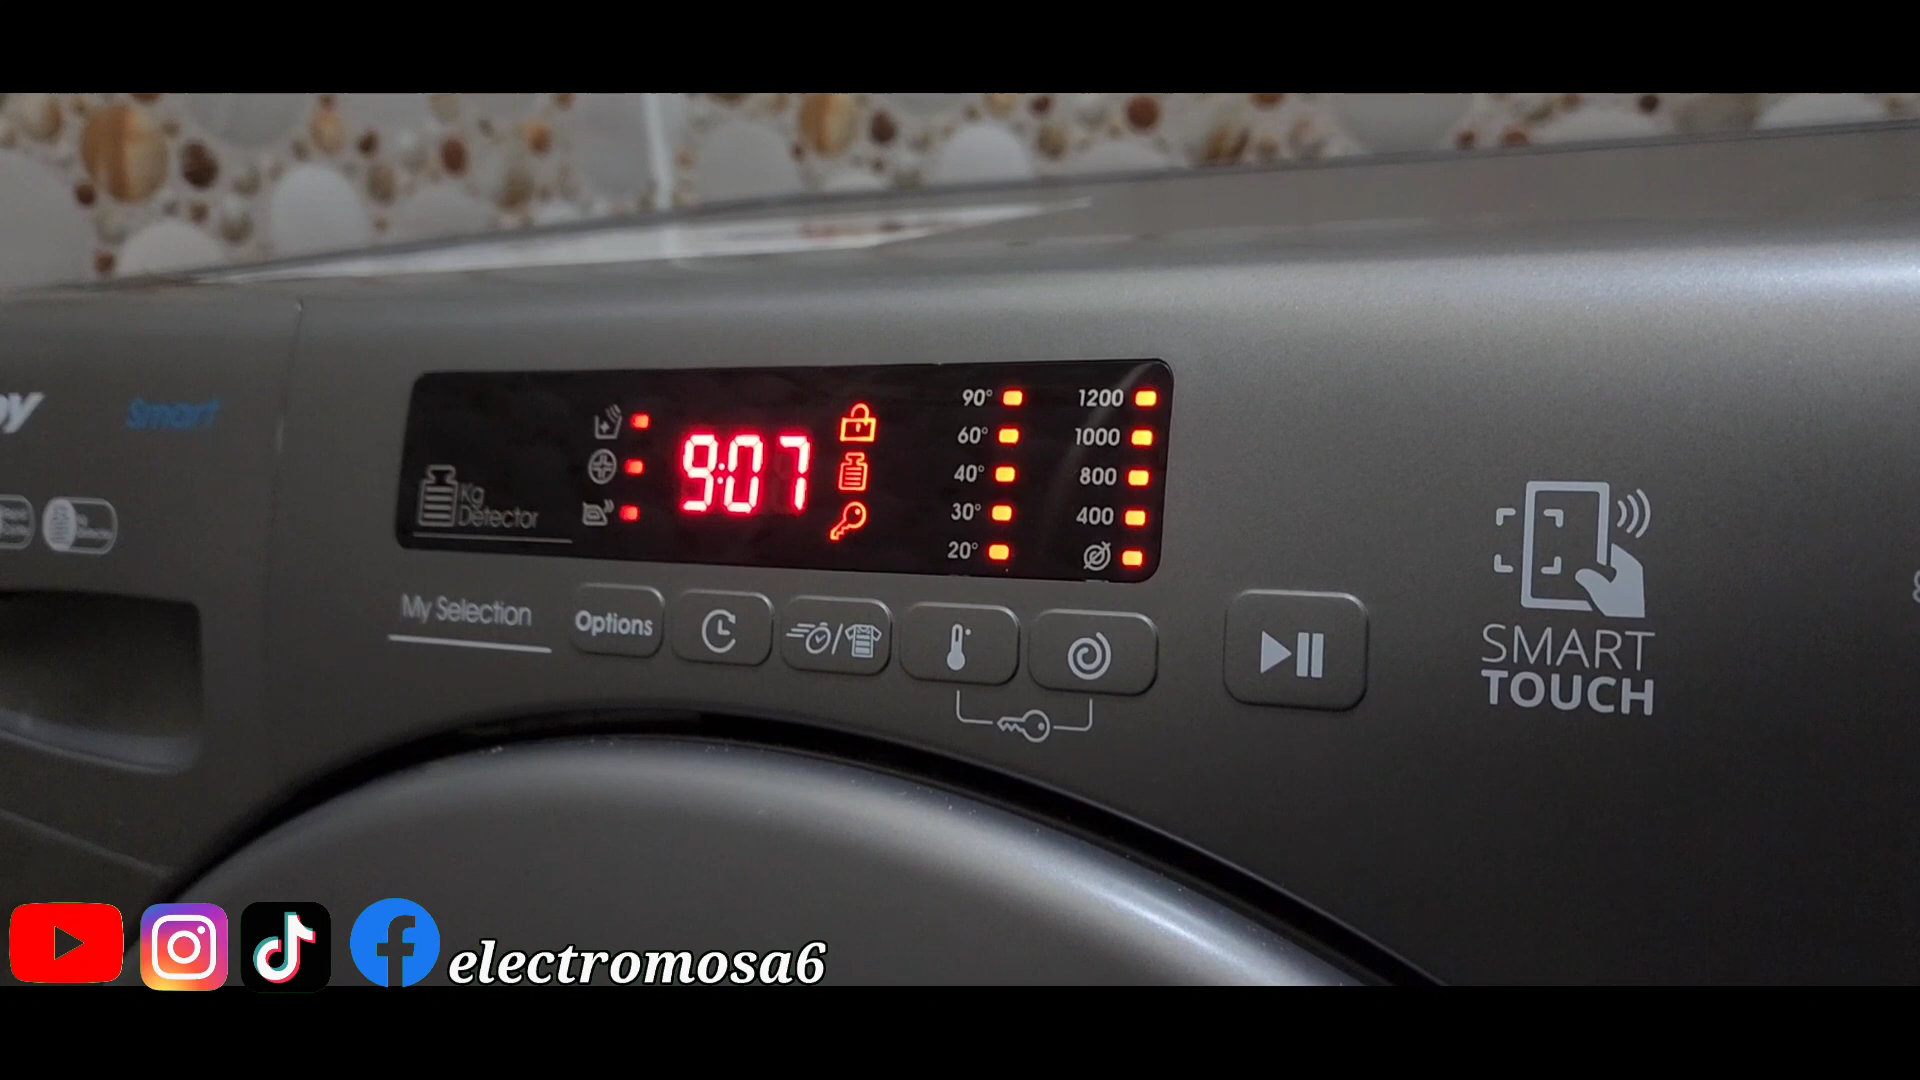 Smart
Kg
Detector
9:07
90°
60°
40°
30°
20°
1200
1000
800
400
My Selection
Options
SMART
TOUCH
electromosa6